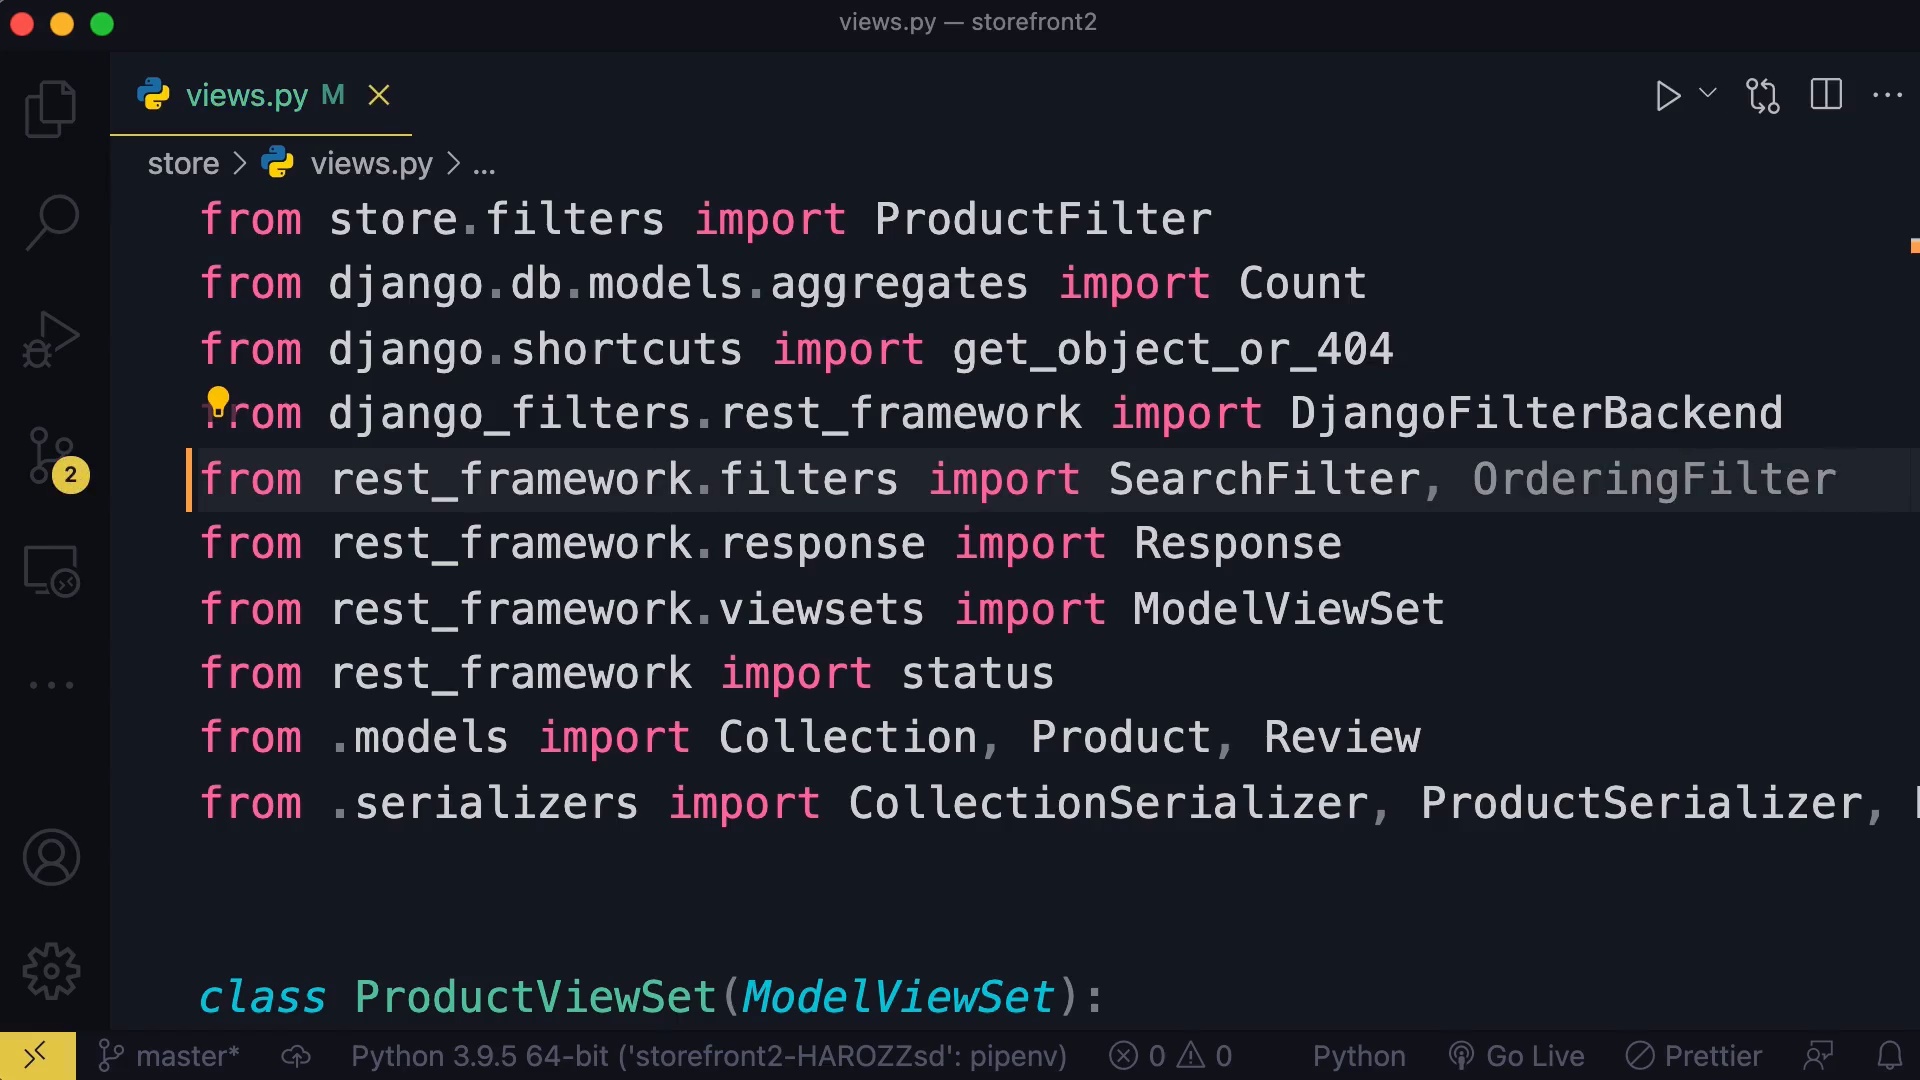 views.py — storefront2
views.py M
store > views.py > ...
from store.filters import ProductFilter
from django.db.models.aggregates import Count
from django.shortcuts import get_object_or_404
from django_filters.rest_framework import DjangoFilterBackend
from rest_framework.filters import SearchFilter, OrderingFilter
from rest_framework.response import Response
from rest_framework.viewsets import ModelViewSet
from rest_framework import status
from .models import Collection, Product, Review
from .serializers import CollectionSerializer, ProductSerializer,
class ProductViewSet(ModelViewSet):
2
master* Python 3.9.5 64-bit ('storefront2-HAROZZsd': pipenv) 0 0 Python Go Live Prettier